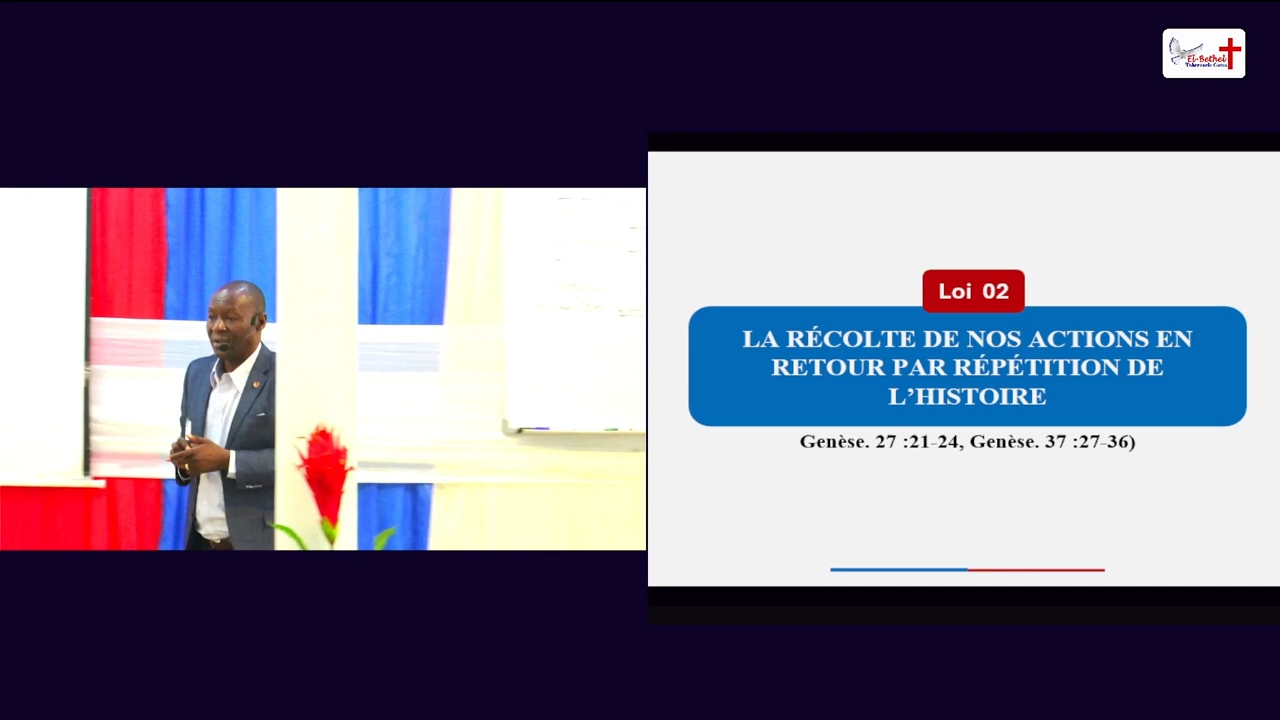 El-Bethel
Loi 02
LA RÉCOLTE DE NOS ACTIONS EN
RETOUR PAR RÉPÉTITION DE
L’HISTOIRE
Genèse. 27 :21-24, Genèse. 37 :27-36)